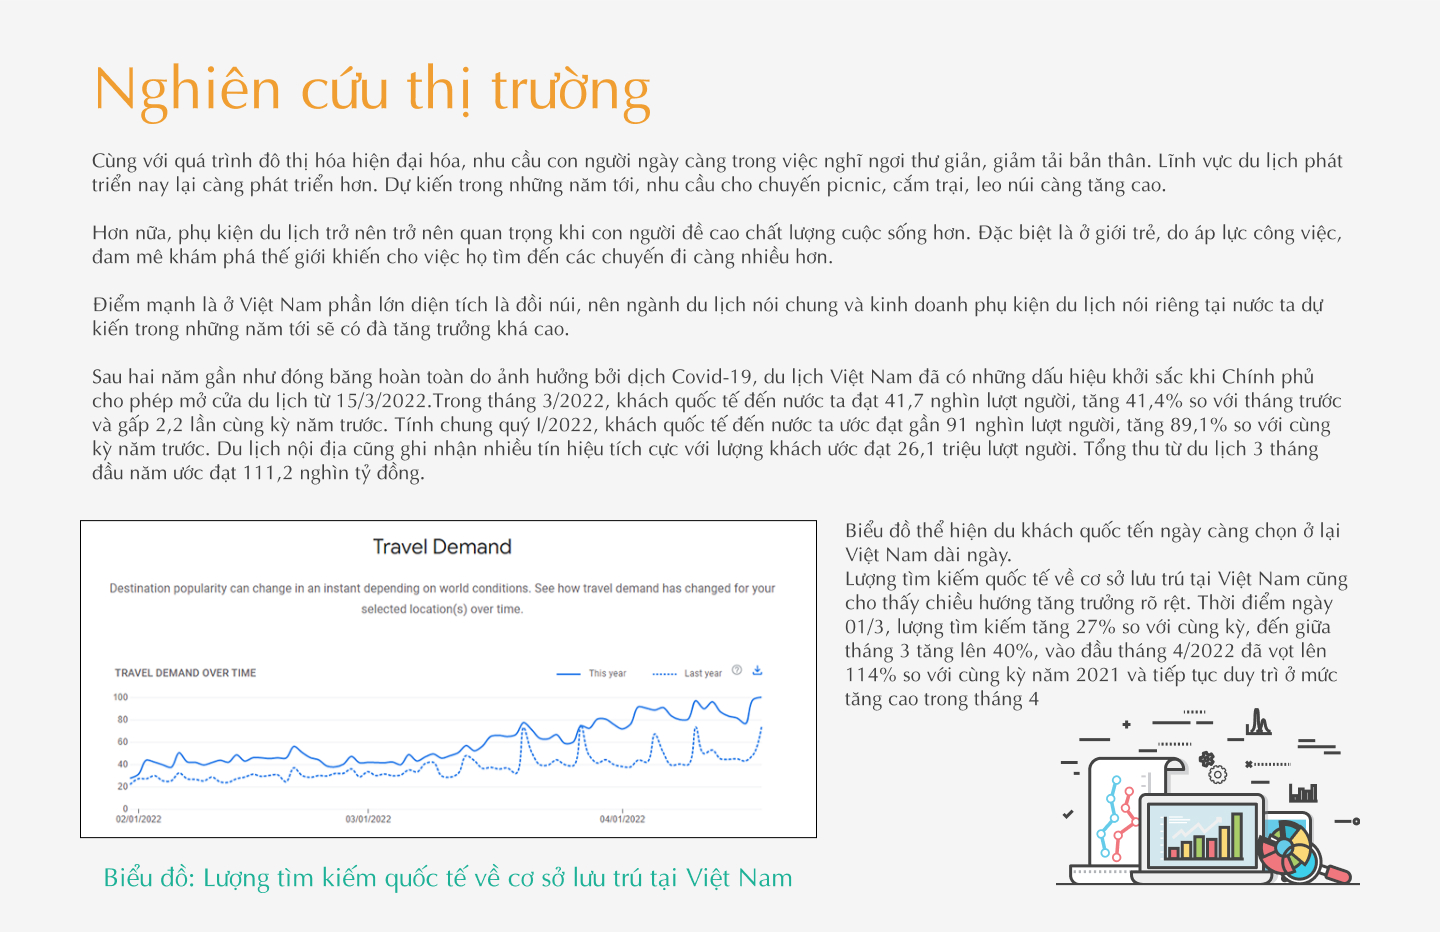 Nghiên cứu thị trường
Cùng với quá trình đô thị hóa hiện đại hóa, nhu cầu con người ngày càng trong việc nghĩ ngơi thư giản, giảm tải bản thân. Lĩnh vực du lịch phát
triển nay lại càng phát triển hơn. Dự kiến trong những năm tới, nhu cầu cho chuyến picnic, cắm trại, leo núi càng tăng cao.
Hơn nữa, phụ kiện du lịch trở nên trở nên quan trọng khi con người đề cao chất lượng cuộc sống hơn. Đặc biệt là ở giới trẻ, do áp lực công việc,
đam mê khám phá thế giới khiến cho việc họ tìm đến các chuyến đi càng nhiều hơn.
Điểm mạnh là ở Việt Nam phần lớn diện tích là đồi núi, nên ngành du lịch nói chung và kinh doanh phụ kiện du lịch nói riêng tại nước ta dự
kiến trong những năm tới sẽ có đà tăng trưởng khá cao.
Sau hai năm gần như đóng băng hoàn toàn do ảnh hưởng bởi dịch Covid-19, du lịch Việt Nam đã có những dấu hiệu khởi sắc khi Chính phủ
cho phép mở cửa du lịch từ 15/3/2022.Trong tháng 3/2022, khách quốc tế đến nước ta đạt 41,7 nghìn lượt người, tăng 41,4% so với tháng trước
và gấp 2,2 lần cùng kỳ năm trước. Tính chung quý I/2022, khách quốc tế đến nước ta ước đạt gần 91 nghìn lượt người, tăng 89,1% so với cùng
kỳ năm trước. Du lịch nội địa cũng ghi nhận nhiều tín hiệu tích cực với lượng khách ước đạt 26,1 triệu lượt người. Tổng thu từ du lịch 3 tháng
đầu năm ước đạt 111,2 nghìn tỷ đồng.
Travel Demand
Destination popularity can change in an instant depending on world conditions. See how travel demand has changed for your
selected location(s) over time.
TRAVEL DEMAND OVER TIME
This year
Last year
100
80
60
40
20
0
02/01/2022
03/01/2022
04/01/2022
Biểu đồ: Lượng tìm kiếm quốc tế về cơ sở lưu trú tại Việt Nam
Biểu đồ thể hiện du khách quốc tến ngày càng chọn ở lại
Việt Nam dài ngày.
Lượng tìm kiếm quốc tế về cơ sở lưu trú tại Việt Nam cũng
cho thấy chiều hướng tăng trưởng rõ rệt. Thời điểm ngày
01/3, lượng tìm kiếm tăng 27% so với cùng kỳ, đến giữa
tháng 3 tăng lên 40%, vào đầu tháng 4/2022 đã vọt lên
114% so với cùng kỳ năm 2021 và tiếp tục duy trì ở mức
tăng cao trong tháng 4